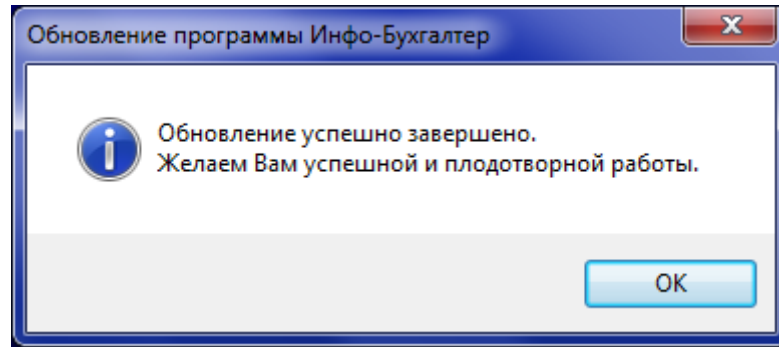 Обновление программы Инфо-Бухгалтер
Обновление успешно завершено.
Желаем Вам успешной и плодотворной работы.
OK